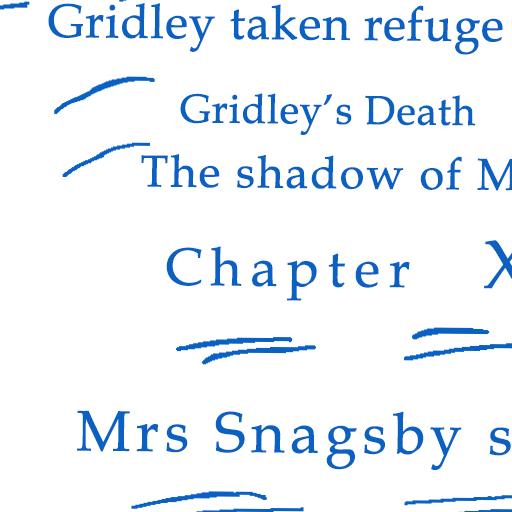 Gridley taken refuge
Gridley's Death
The shadow of M
Chapter X
Mrs Snagsby s